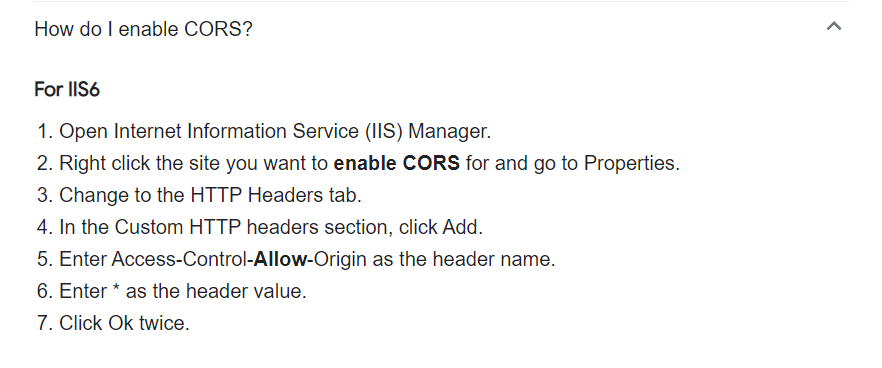 How do I enable CORS?
For IIS6
1. Open Internet Information Service (IIS) Manager.
2. Right click the site you want to enable CORS for and go to Properties.
3. Change to the HTTP Headers tab.
4. In the Custom HTTP headers section, click Add.
5. Enter Access-Control-Allow-Origin as the header name.
6. Enter * as the header value.
7. Click Ok twice.